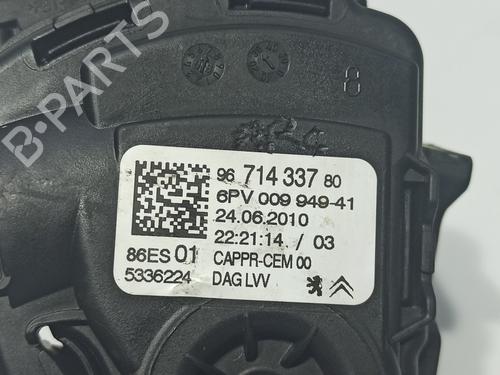 B-PARTS
8
96 714 337 80
6PV 009 949-41
24.06.2010
22:21:14 / 03
86ES 01 CAPPR-CEM 00
5336224 DAG LVV